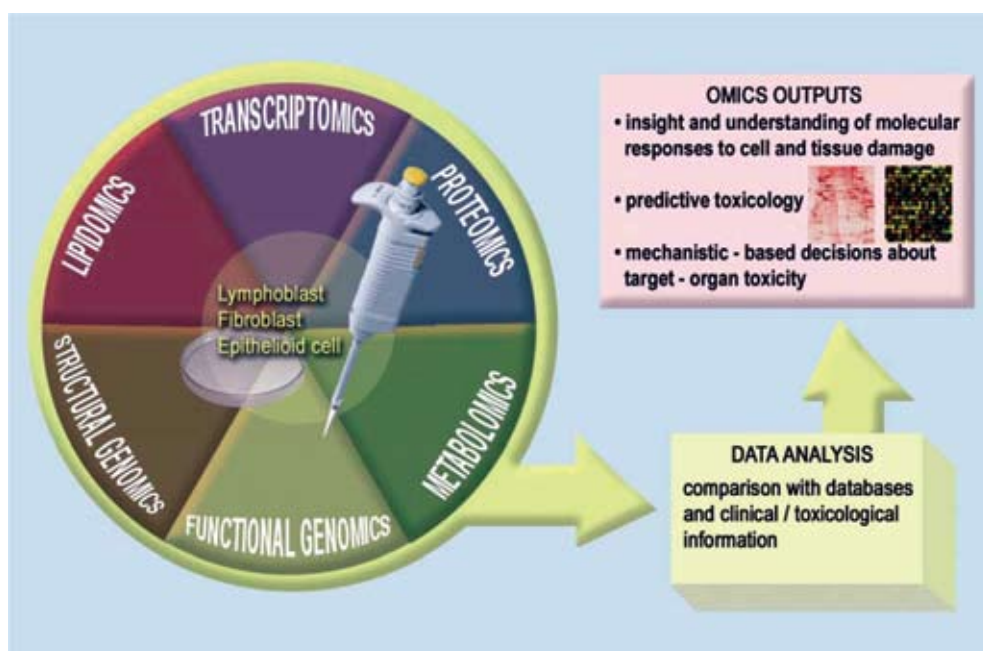 TRANSCRIPTOMICS
PROTEOMICS
METABOLOMICS
FUNCTIONAL GENOMICS
STRUCTURAL GENOMICS
LIPIDOMICS
Lymphoblast
Fibroblast
Epithelioid cell
OMICS OUTPUTS
• insight and understanding of molecular
responses to cell and tissue damage
• predictive toxicology
• mechanistic - based decisions about
target - organ toxicity
DATA ANALYSIS
comparison with databases
and clinical / toxicological
information